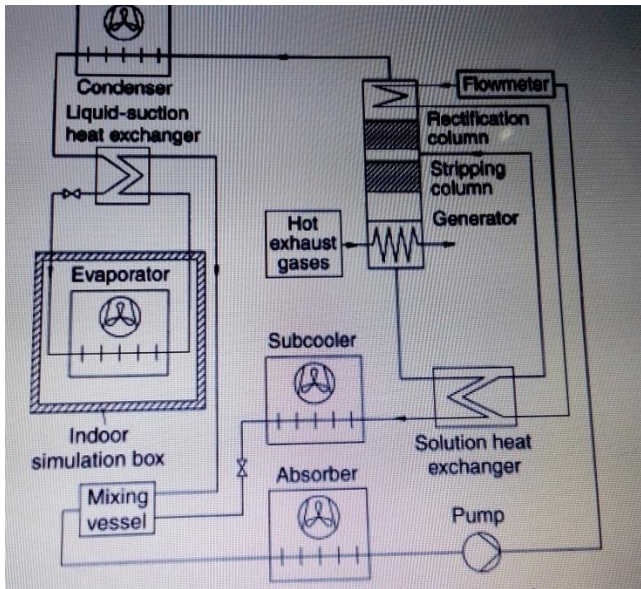 Condenser
Liquid-suction
heat exchanger
Flowmeter
Rectification
column
Stripping
column
Generator
Hot
exhaust
gases
Evaporator
Indoor
simulation box
Subcooler
Solution heat
exchanger
Mixing
vessel
Absorber
Pump